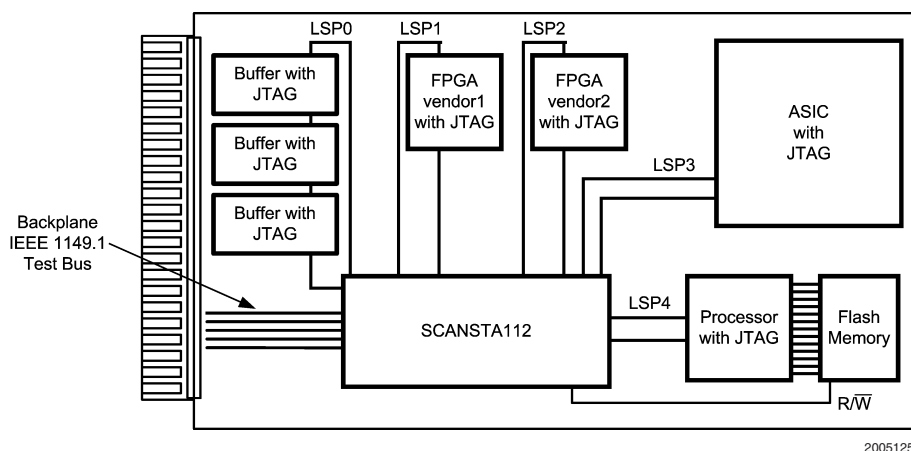 LSP0
LSP1
LSP2
Buffer with
JTAG
FPGA
vendor1
with JTAG
FPGA
vendor2
with JTAG
ASIC
with
JTAG
Buffer with
JTAG
LSP3
Buffer with
JTAG
Backplane
IEEE 1149.1
Test Bus
SCANSTA112
LSP4
Processor
with JTAG
Flash
Memory
R/W̅
2005125